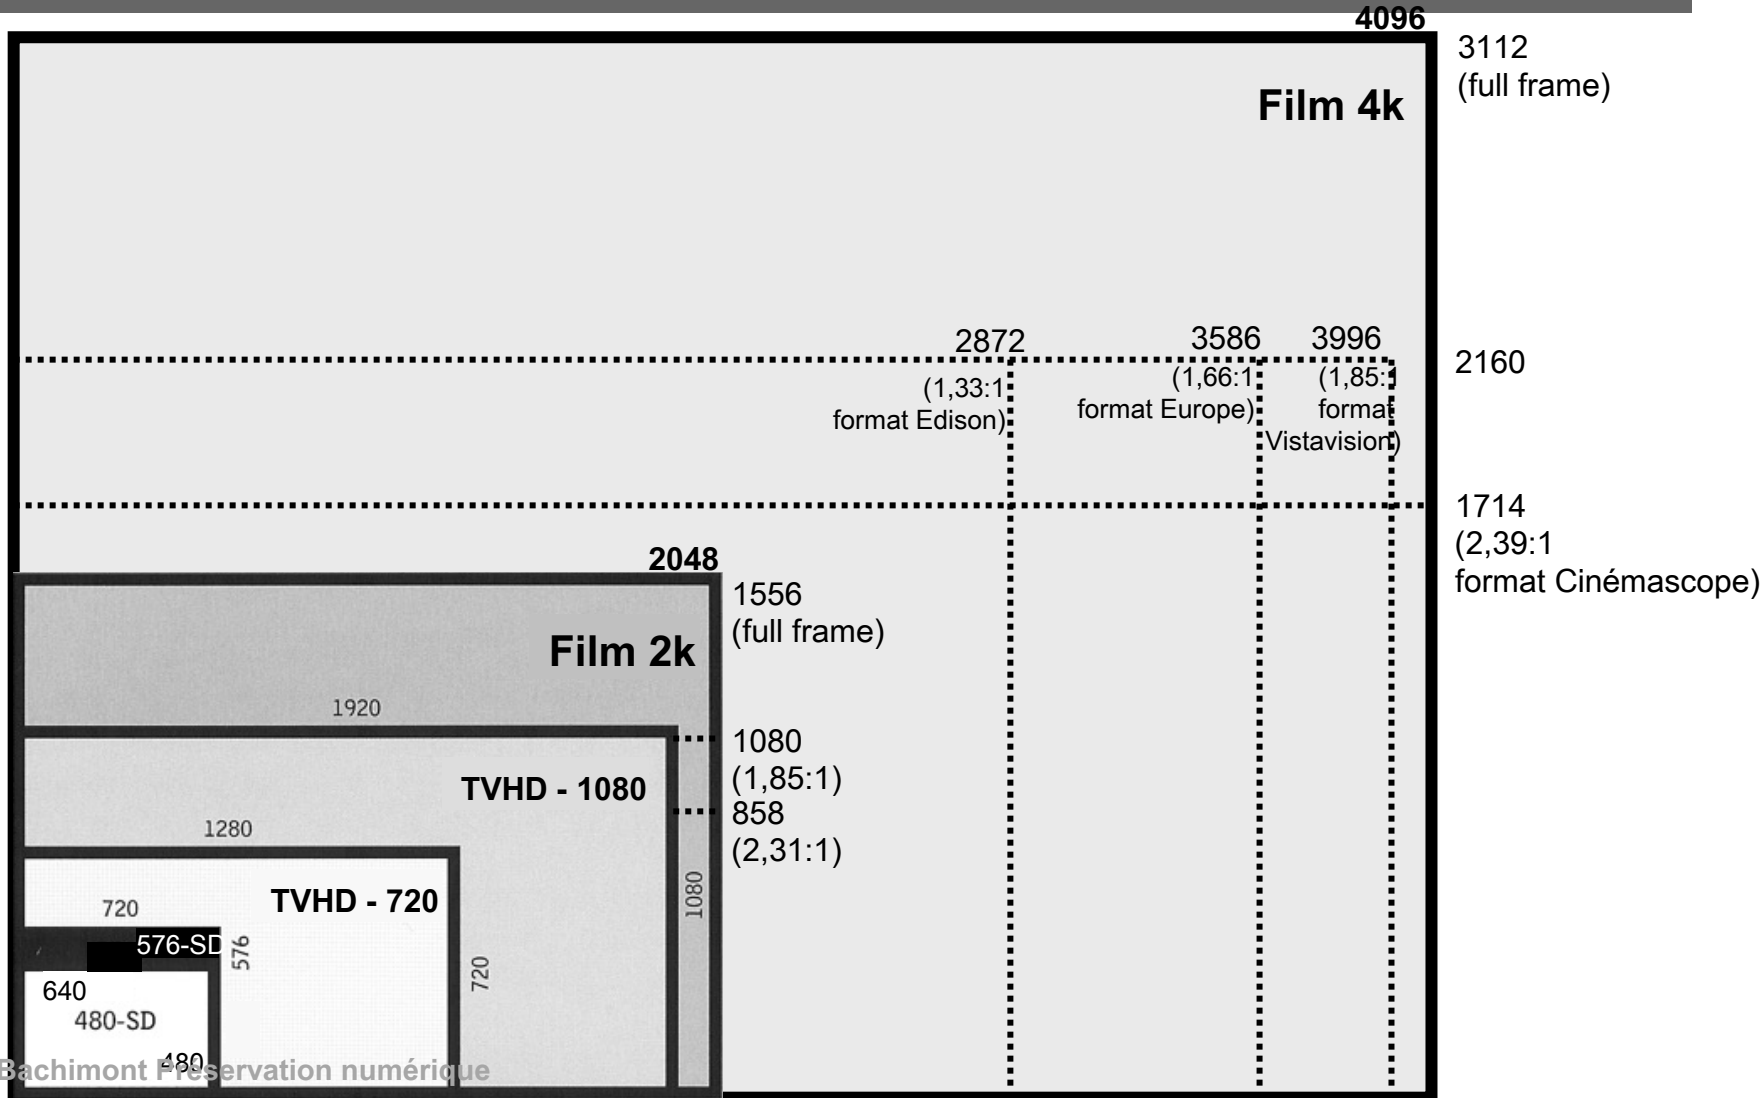 4096
3112
(full frame)
Film 4k
2872
3586
3996
2160
(1,33:1
format Edison)
(1,66:1
format Europe)
(1,85:1
format
Vistavision)
1714
(2,39:1
format Cinémascope)
2048
1556
(full frame)
Film 2k
1920
1080
(1,85:1)
858
(2,31:1)
TVHD - 1080
1080
1280
TVHD - 720
720
720
576-SD
576
640
480-SD
480
Bachimont Préservation numérique